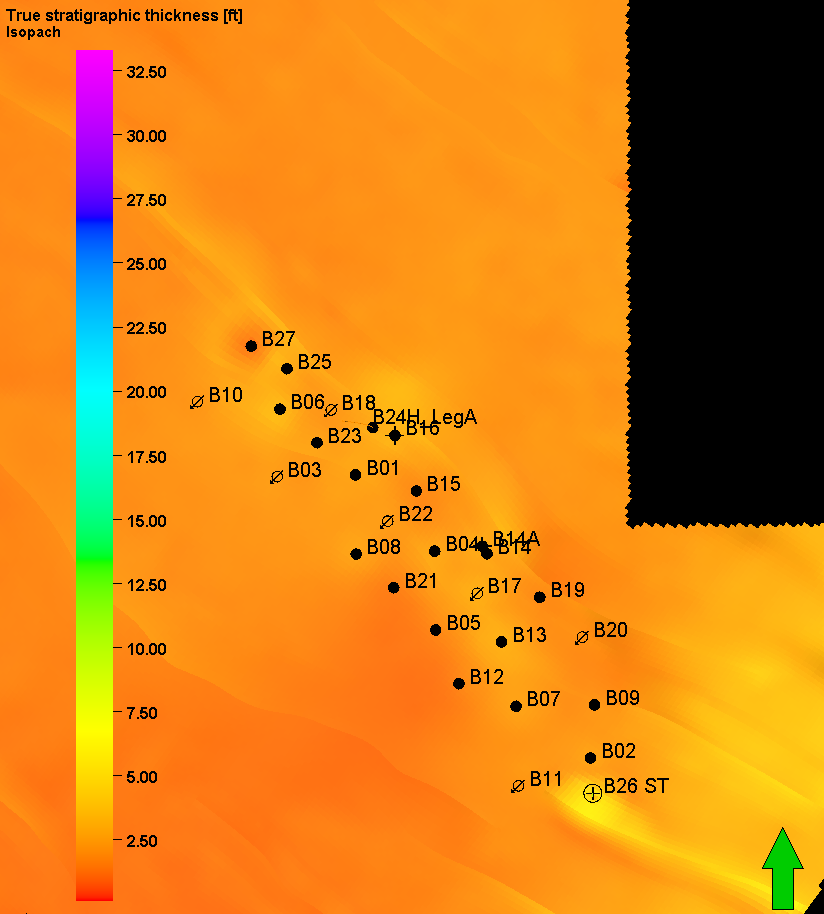 True stratigraphic thickness [ft]
Isopach
32.50
30.00
27.50
25.00
22.50
20.00
17.50
15.00
12.50
10.00
7.50
5.00
2.50
B27
B25
B10
B06
B18
B24H_LegA
B16
B23
B03
B01
B15
B22
B14A
B04
B14
B08
B21
B17
B19
B05
B13
B20
B12
B07
B09
B02
B11
B26 ST